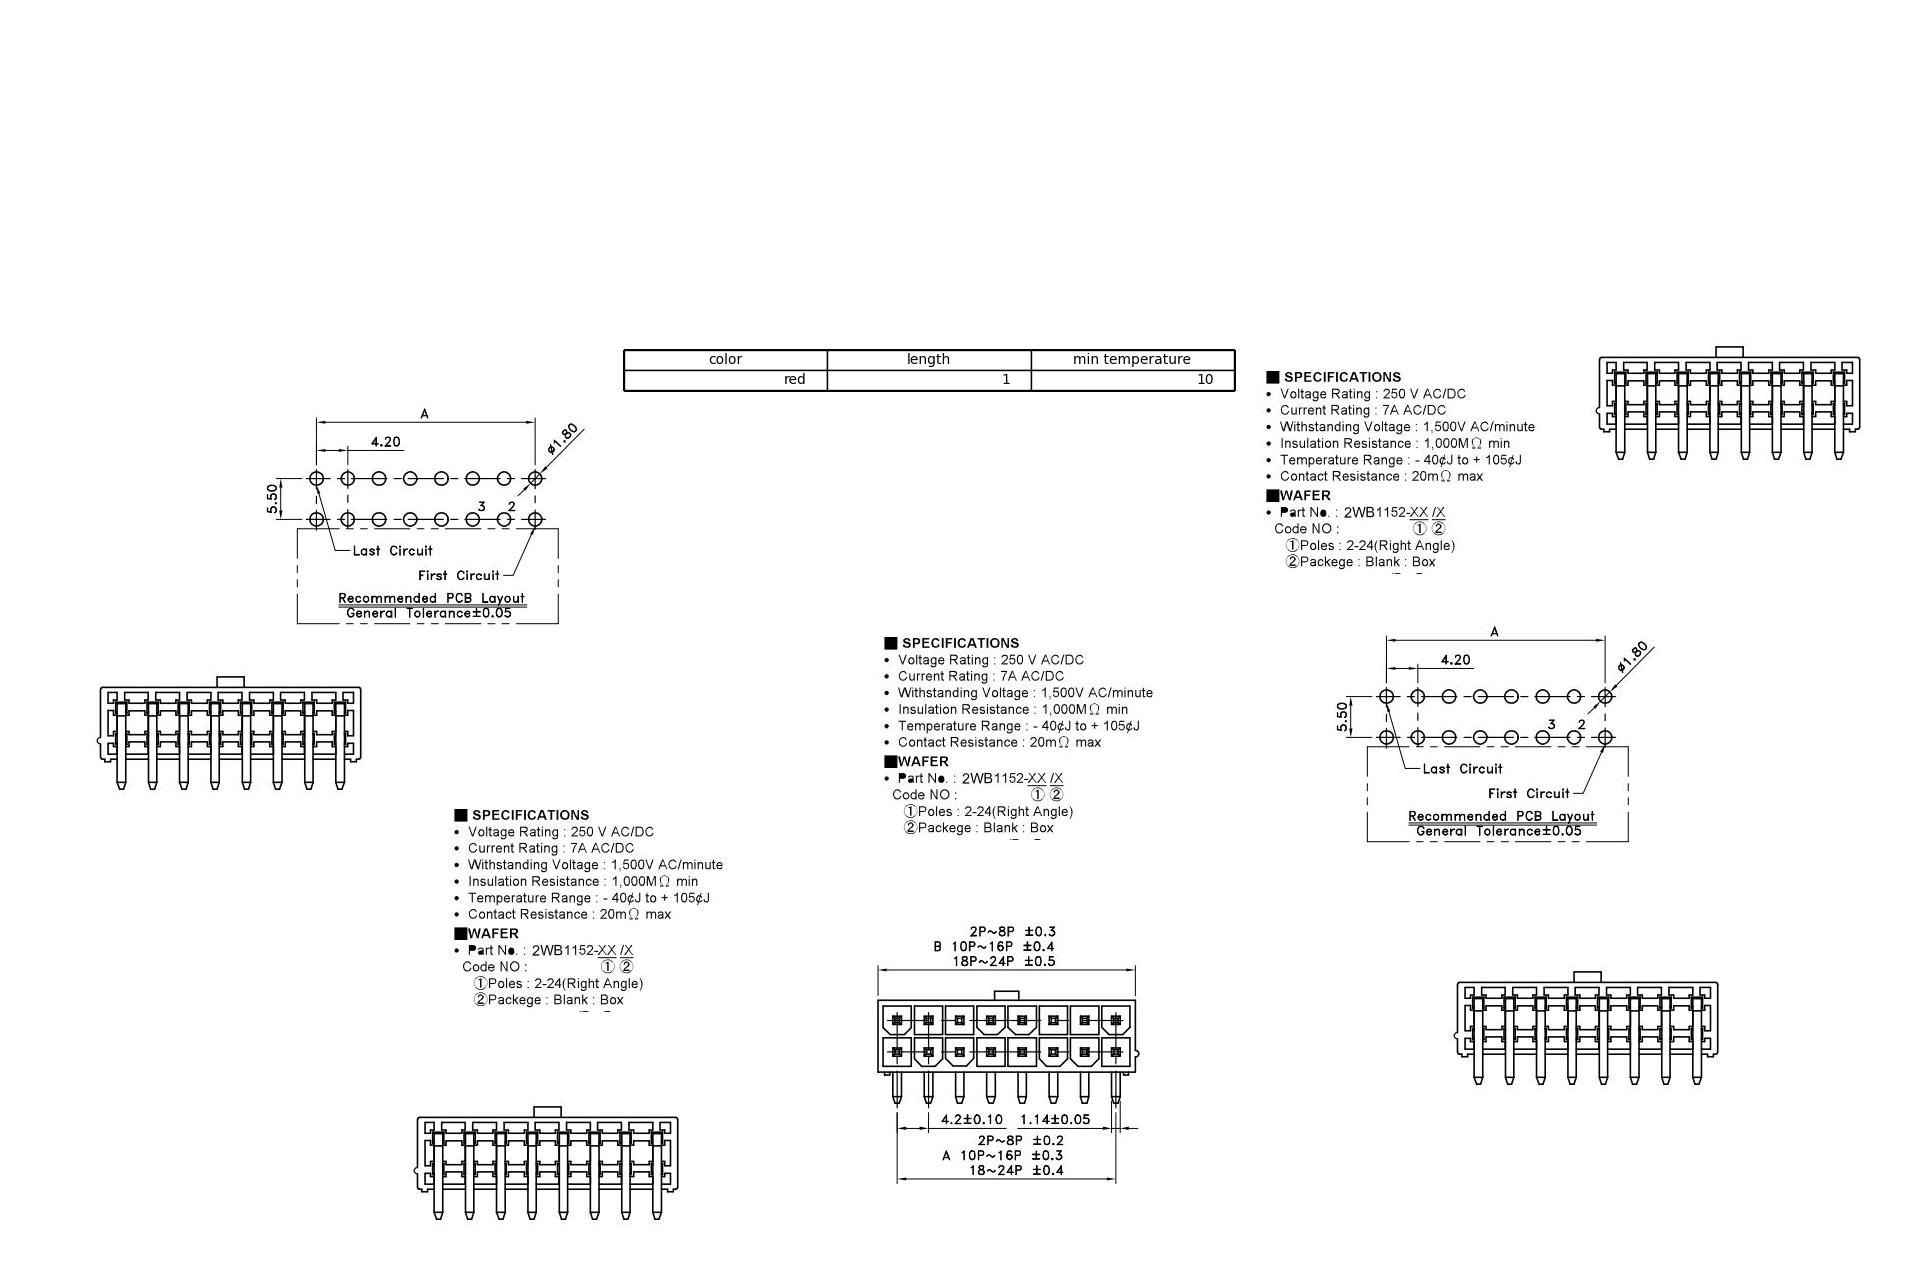 color length min temperature
red 1 10
A
4.20
ø1.80
5.50
3 2
Last Circuit
First Circuit
Recommended PCB Layout
General Tolerance±0.05
■ SPECIFICATIONS
• Voltage Rating : 250 V AC/DC
• Current Rating : 7A AC/DC
• Withstanding Voltage : 1,500V AC/minute
• Insulation Resistance : 1,000MΩ min
• Temperature Range : - 40¢J to + 105¢J
• Contact Resistance : 20mΩ max
■WAFER
• Part No. : 2WB1152-XX /X
Code NO : ① ②
①Poles : 2-24(Right Angle)
②Packege : Blank : Box
■ SPECIFICATIONS
• Voltage Rating : 250 V AC/DC
• Current Rating : 7A AC/DC
• Withstanding Voltage : 1,500V AC/minute
• Insulation Resistance : 1,000MΩ min
• Temperature Range : - 40¢J to + 105¢J
• Contact Resistance : 20mΩ max
■WAFER
• Part No. : 2WB1152-XX /X
Code NO : ① ②
①Poles : 2-24(Right Angle)
②Packege : Blank : Box
A
4.20
ø1.80
5.50
3 2
Last Circuit
First Circuit
Recommended PCB Layout
General Tolerance±0.05
■ SPECIFICATIONS
• Voltage Rating : 250 V AC/DC
• Current Rating : 7A AC/DC
• Withstanding Voltage : 1,500V AC/minute
• Insulation Resistance : 1,000MΩ min
• Temperature Range : - 40¢J to + 105¢J
• Contact Resistance : 20mΩ max
■WAFER
• Part No. : 2WB1152-XX /X
Code NO : ① ②
①Poles : 2-24(Right Angle)
②Packege : Blank : Box
2P~8P ±0.3
B 10P~16P ±0.4
18P~24P ±0.5
4.2±0.10 1.14±0.05
2P~8P ±0.2
A 10P~16P ±0.3
18~24P ±0.4